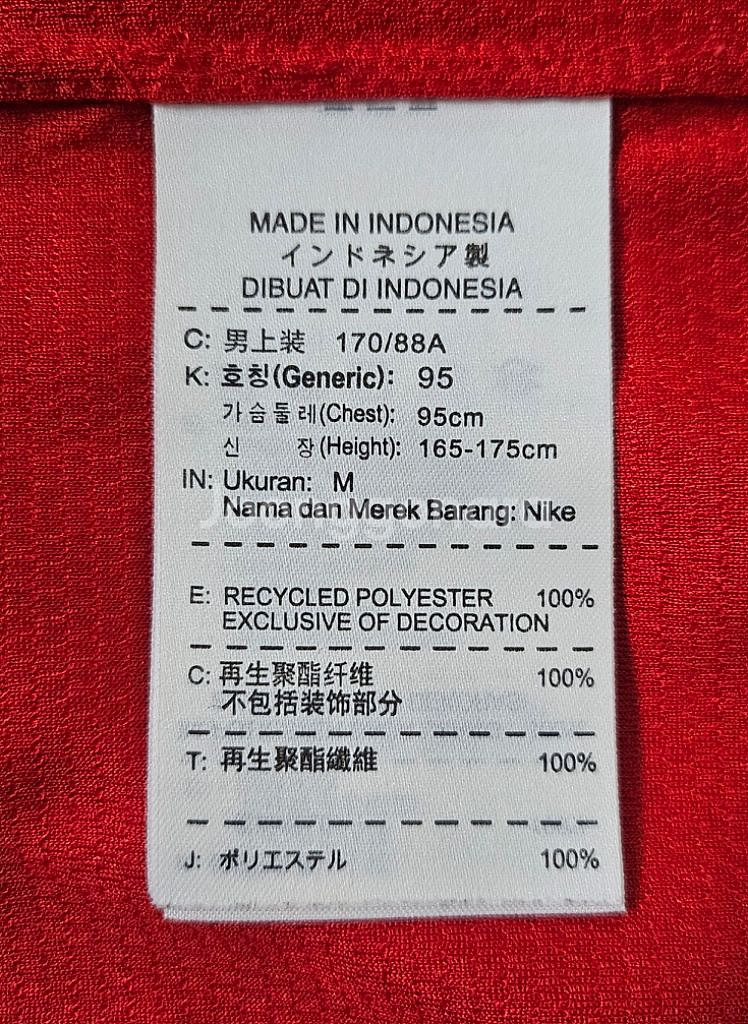 MADE IN INDONESIA
インドネシア製
DIBUAT DI INDONESIA
C: 男上装 170/88A
K: 호칭(Generic): 95
가슴둘레(Chest): 95cm
신 장(Height): 165-175cm
IN: Ukuran: M
Nama dan Merek Barang: Nike
E: RECYCLED POLYESTER 100%
EXCLUSIVE OF DECORATION
C: 再生聚酯纤维 100%
不包括装饰部分
T: 再生聚酯纖維 100%
J: ポリエステル 100%